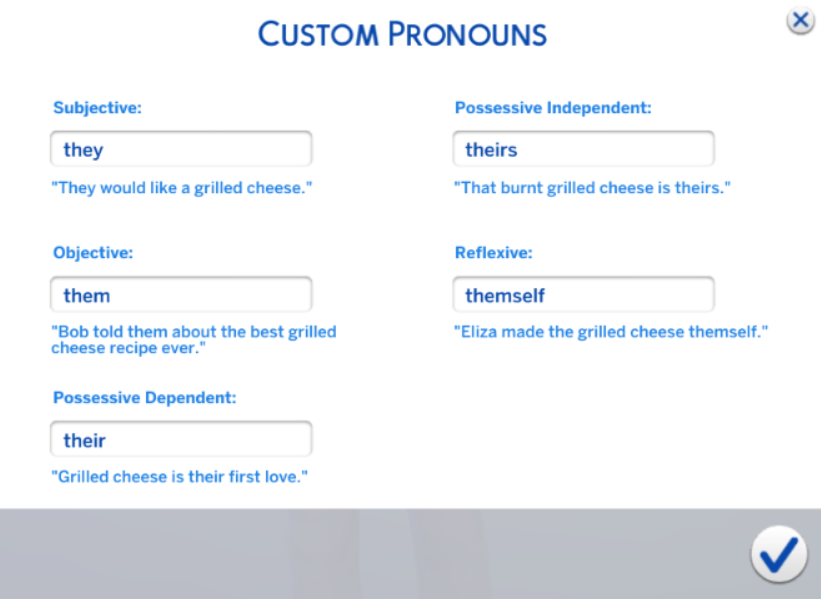 CUSTOM PRONOUNS
Subjective:
they
"They would like a grilled cheese."
Objective:
them
"Bob told them about the best grilled
cheese recipe ever."
Possessive Dependent:
their
"Grilled cheese is their first love."
Possessive Independent:
theirs
"That burnt grilled cheese is theirs."
Reflexive:
themself
"Eliza made the grilled cheese themself."